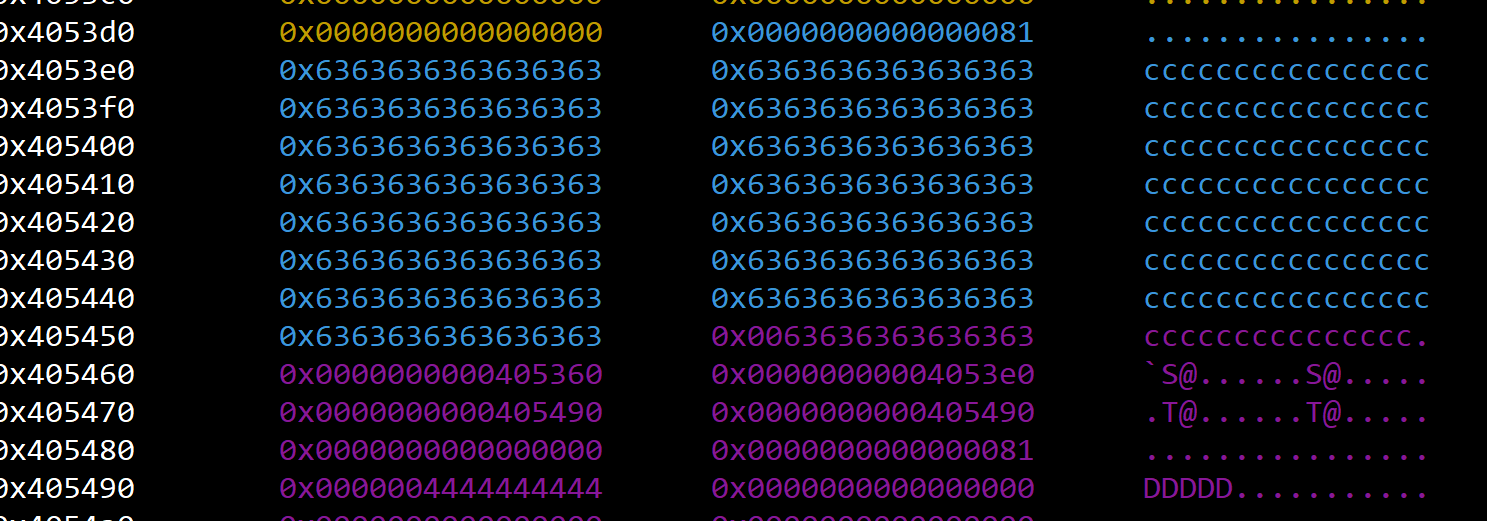 0x4053d0 0x0000000000000000 0x0000000000000081 ................
0x4053e0 0x6363636363636363 0x6363636363636363 cccccccccccccccc
0x4053f0 0x6363636363636363 0x6363636363636363 cccccccccccccccc
0x405400 0x6363636363636363 0x6363636363636363 cccccccccccccccc
0x405410 0x6363636363636363 0x6363636363636363 cccccccccccccccc
0x405420 0x6363636363636363 0x6363636363636363 cccccccccccccccc
0x405430 0x6363636363636363 0x6363636363636363 cccccccccccccccc
0x405440 0x6363636363636363 0x6363636363636363 cccccccccccccccc
0x405450 0x6363636363636363 0x0063636363636363 ccccccccccccccc.
0x405460 0x0000000000405360 0x00000000004053e0 `S@......S@.....
0x405470 0x0000000000405490 0x0000000000405490 .T@......T@.....
0x405480 0x0000000000000000 0x0000000000000081 ................
0x405490 0x0000004444444444 0x0000000000000000 DDDDD...........